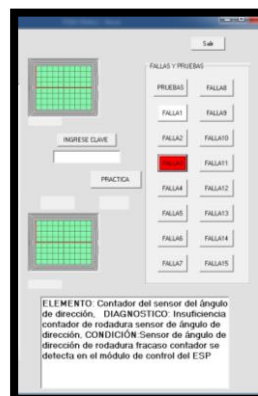 Salir
FALLAS Y PRUEBAS
PRUEBAS
FALLA8
FALLA1
FALLA9
INGRESE CLAVE
FALLA2
FALLA10
FALLA11
PRACTICA
FALLA4
FALLA12
FALLA5
FALLA13
FALLA6
FALLA14
FALLA7
FALLA15
ELEMENTO: Contador del sensor del ángulo
de dirección, DIAGNOSTICO: Insuficiencia
contador de rodadura sensor de ángulo de
dirección, CONDICIÓN:Sensor de ángulo de
dirección de rodadura fracaso contador se
detecta en el módulo de control del ESP